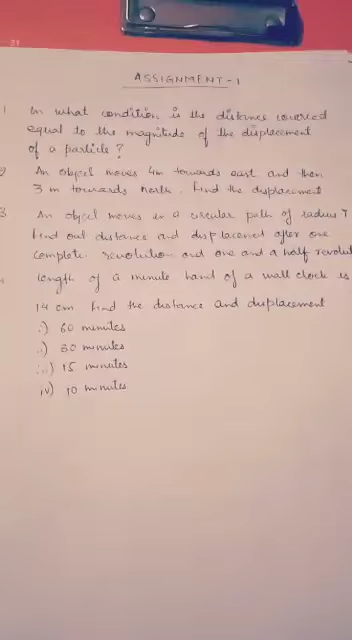 ASSIGNMENT-1
1 In what condition is the distance covered
equal to the magnitude of the displacement
of a particle?
2 An object moves 4m towards east and then
3 m towards north. find the displacement
3 An object moves in a circular path of radius 7
find out distance and displacement after one
complete revolution and one and a half revolut
length of a minute hand of a wall clock is
14 cm find the distance and displacement
i) 60 minutes
ii) 30 minutes
iii) 15 minutes
iv) 10 minutes